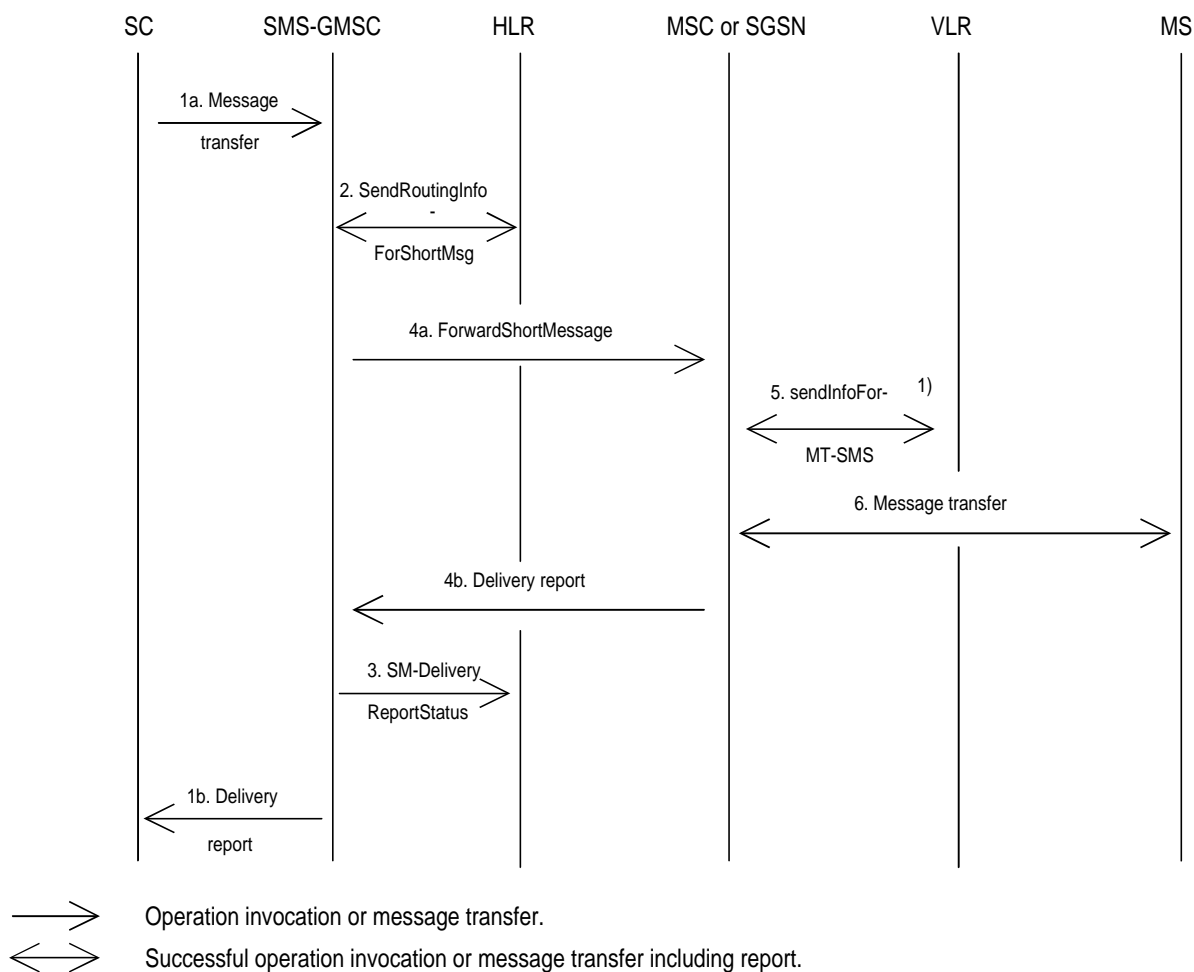 SC SMS-GMSC HLR MSC or SGSN VLR MS
1a. Message
transfer
2. SendRoutingInfo
-
ForShortMsg
4a. ForwardShortMessage
5. sendInfoFor- 1)
MT-SMS
6. Message transfer
4b. Delivery report
3. SM-Delivery
ReportStatus
1b. Delivery
report
Operation invocation or message transfer.
Successful operation invocation or message transfer including report.